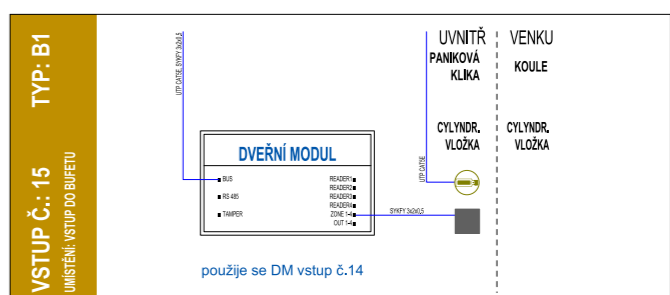 VSTUP Č.: 15 TYP: B1
UMÍSTĚNÍ: VSTUP DO BUFETU
UTP CAT5E, SYKFY 3x2x0,5
UVNITŘ
VENKU
PANIKOVÁ
KLIKA
KOULE
CYLYNDR.
VLOŽKA
CYLYNDR.
VLOŽKA
UTP CAT5E
DVEŘNÍ MODUL
BUS
RS 485
TAMPER
READER1
READER2
READER3
READER4
ZONE 1-4
OUT 1-4
SYKFY 3x2x0,5
použije se DM vstup č.14